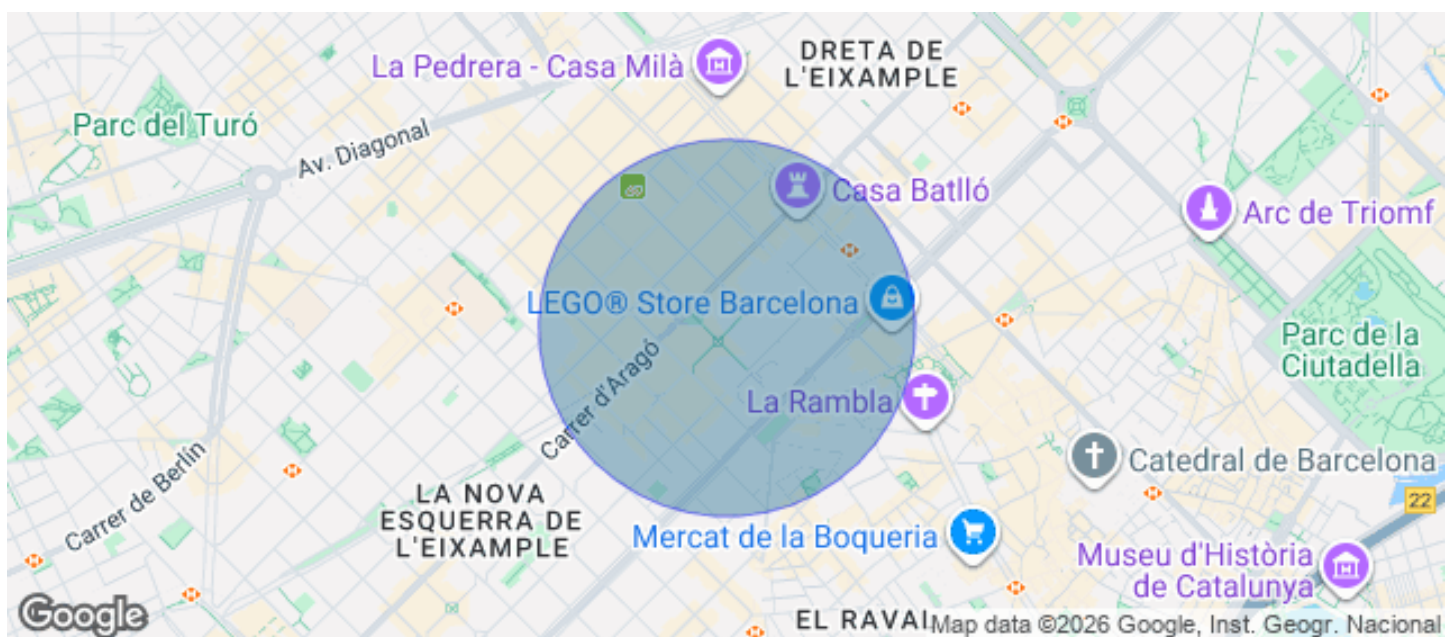 La Pedrera - Casa Milà
DRETA DE
L'EIXAMPLE
Parc del Turó
Av. Diagonal
Casa Batlló
Arc de Triomf
LEGO® Store Barcelona
Parc de la
Ciutadella
Carrer d'Aragó
La Rambla
Carrer de Berlín
Catedral de Barcelona
LA NOVA
ESQUERRA DE
L'EIXAMPLE
22
Mercat de la Boqueria
Museu d'Història
de Catalunya
Google
EL RAVAL
Map data ©2026 Google, Inst. Geogr. Nacional